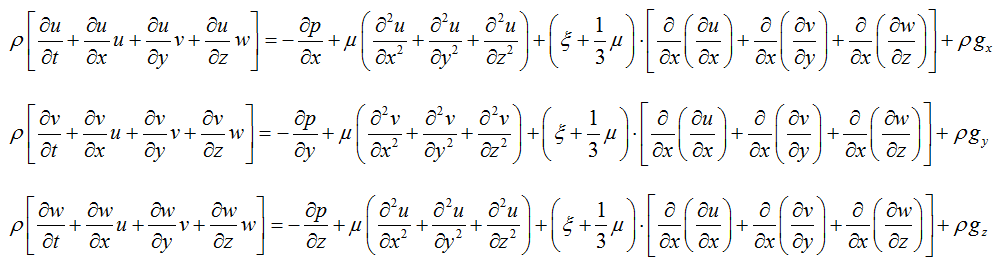 ρ[∂u/∂t + ∂u/∂x u + ∂u/∂y v + ∂u/∂z w] = −∂p/∂x + μ(∂²u/∂x² + ∂²u/∂y² + ∂²u/∂z²) + (ξ + 1/3 μ)·[∂/∂x(∂u/∂x) + ∂/∂x(∂v/∂y) + ∂/∂x(∂w/∂z)] + ρg_x
ρ[∂v/∂t + ∂v/∂x u + ∂v/∂y v + ∂v/∂z w] = −∂p/∂y + μ(∂²v/∂x² + ∂²v/∂y² + ∂²v/∂z²) + (ξ + 1/3 μ)·[∂/∂x(∂u/∂x) + ∂/∂x(∂v/∂y) + ∂/∂x(∂w/∂z)] + ρg_y
ρ[∂w/∂t + ∂w/∂x u + ∂w/∂y v + ∂w/∂z w] = −∂p/∂z + μ(∂²u/∂x² + ∂²u/∂y² + ∂²u/∂z²) + (ξ + 1/3 μ)·[∂/∂x(∂u/∂x) + ∂/∂x(∂v/∂y) + ∂/∂x(∂w/∂z)] + ρg_z